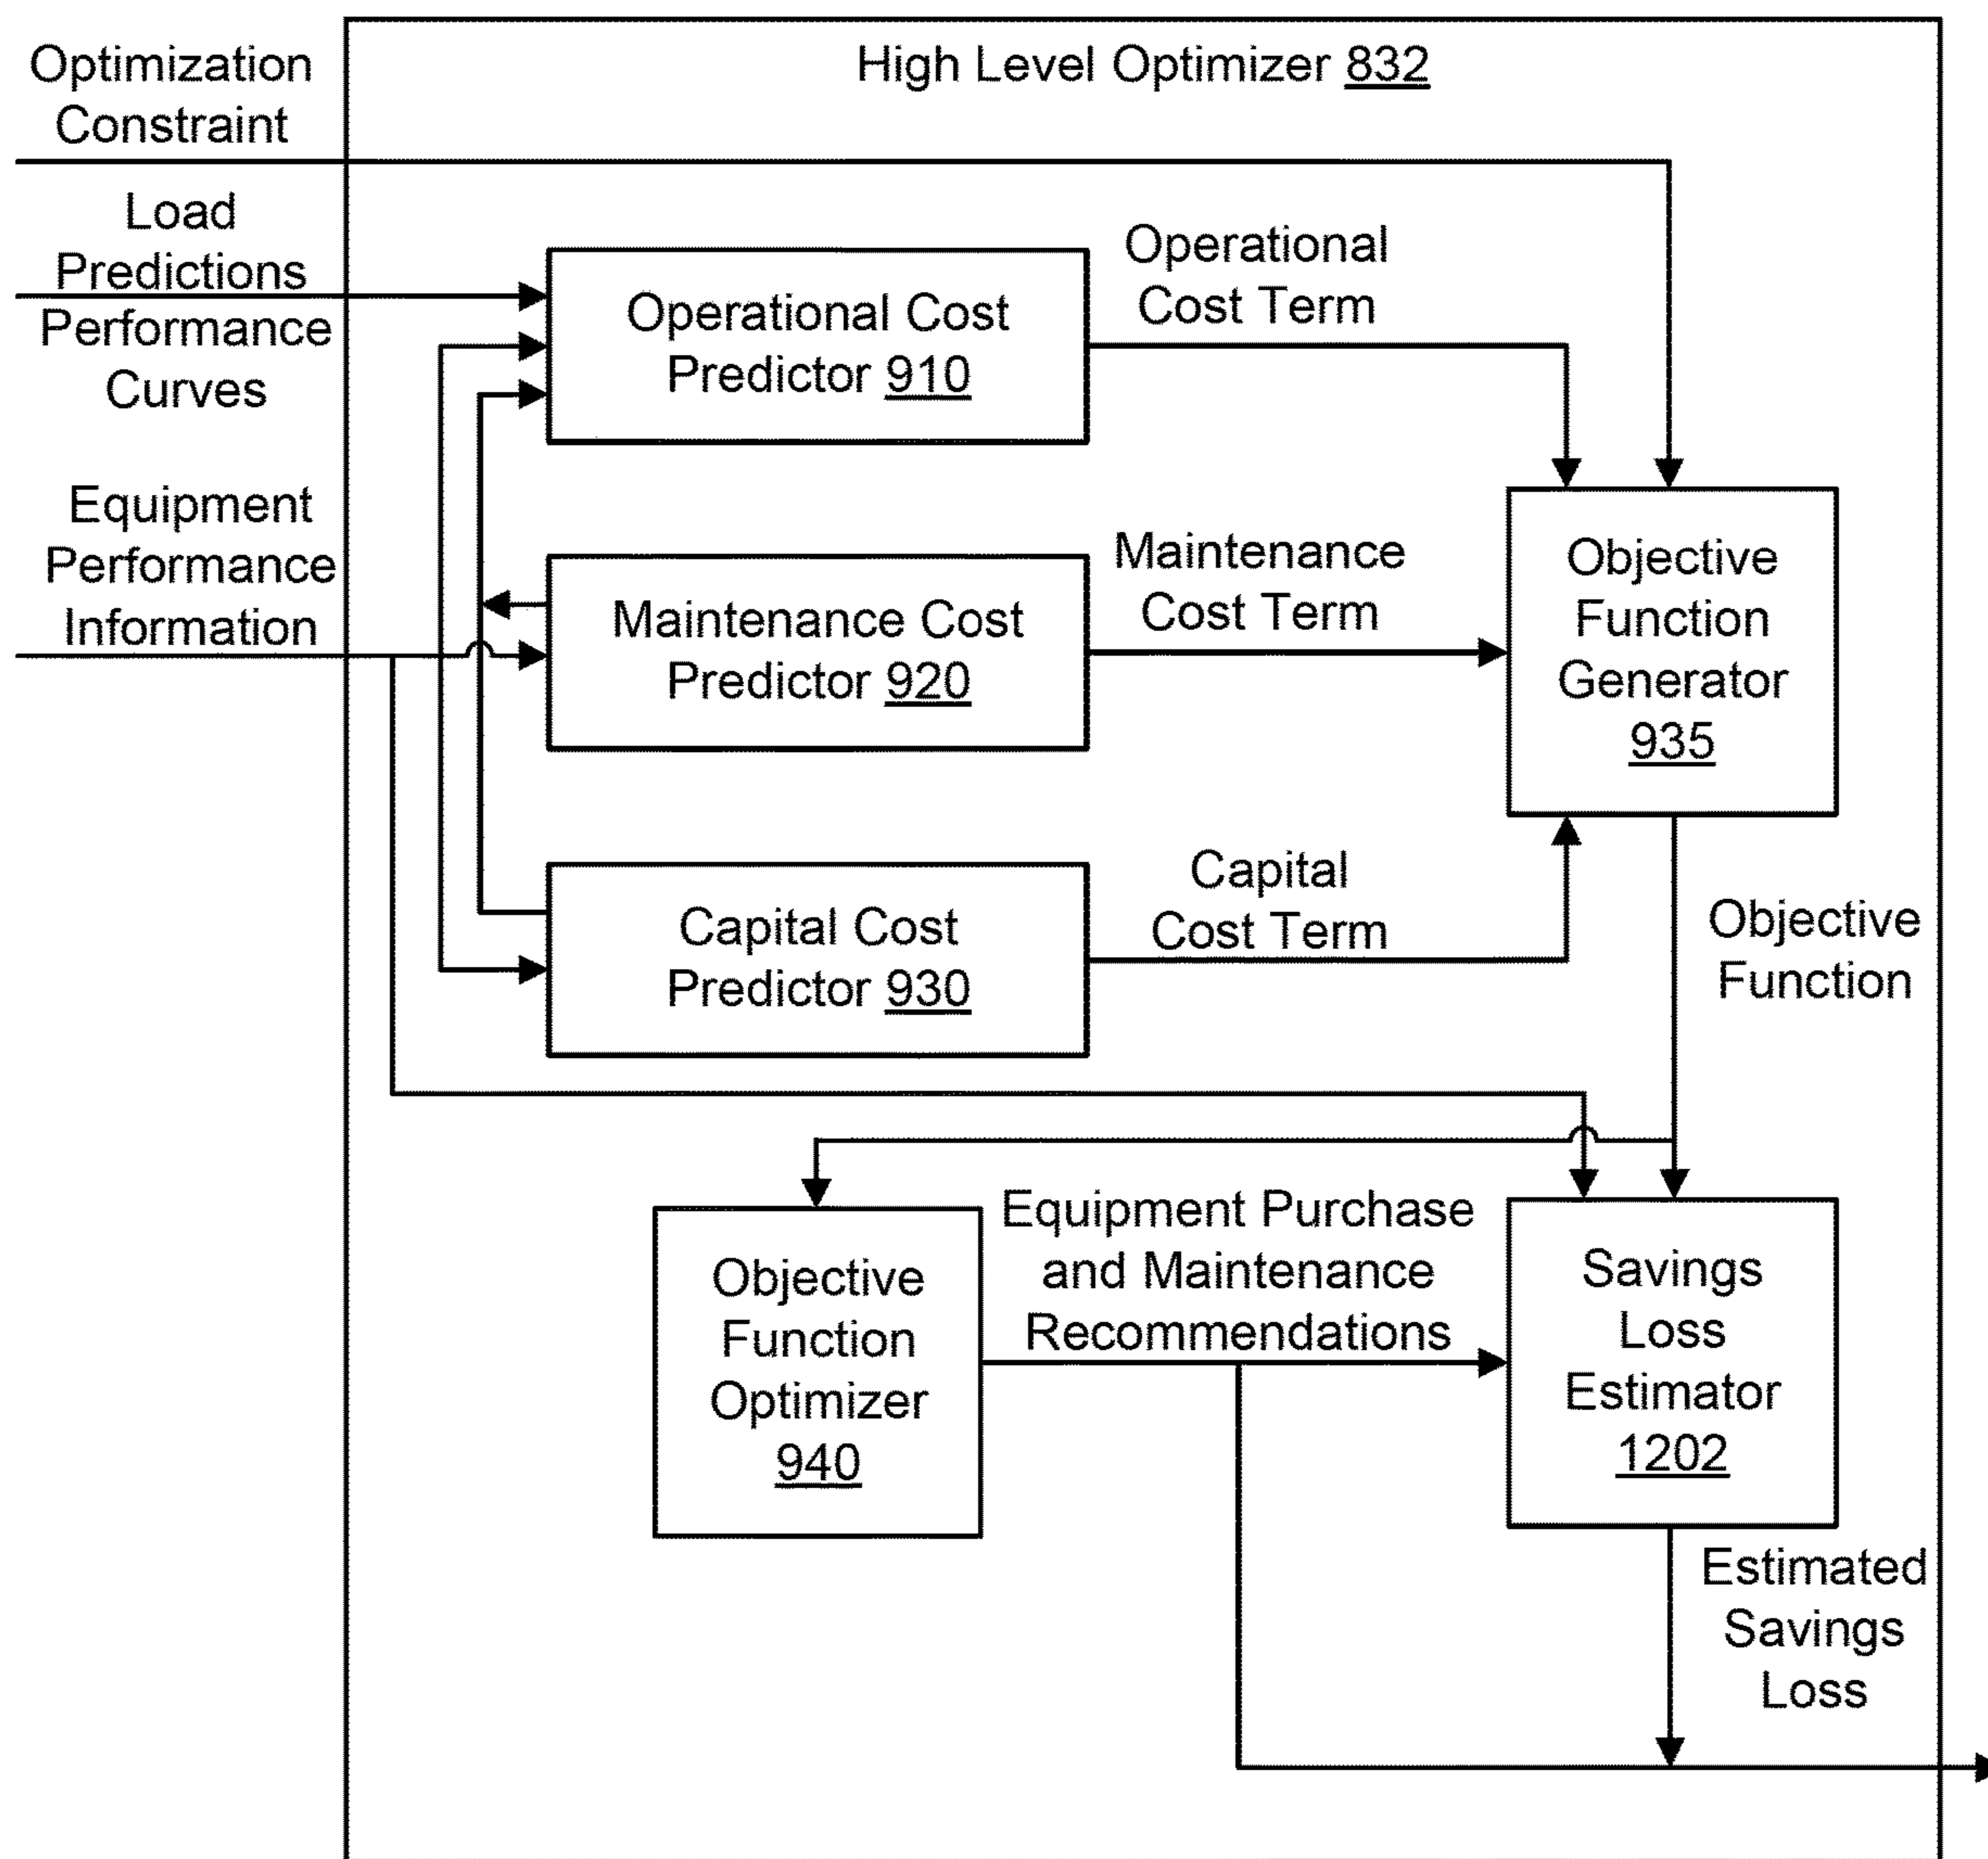 High Level Optimizer 832
Optimization
Constraint
Load
Predictions
Performance
Curves
Equipment
Performance
Information
Operational Cost
Predictor 910
Operational
Cost Term
Maintenance Cost
Predictor 920
Maintenance
Cost Term
Capital Cost
Predictor 930
Capital
Cost Term
Objective
Function
Generator
935
Objective
Function
Objective
Function
Optimizer
940
Equipment Purchase
and Maintenance
Recommendations
Savings
Loss
Estimator
1202
Estimated
Savings
Loss